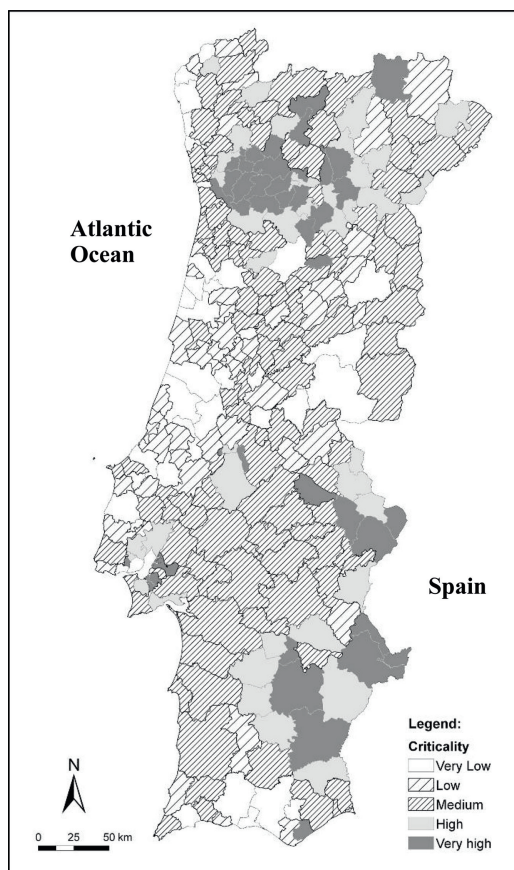 Atlantic
Ocean
Spain
Legend:
Criticality
Very Low
Low
Medium
High
Very high
N
0 25 50 km